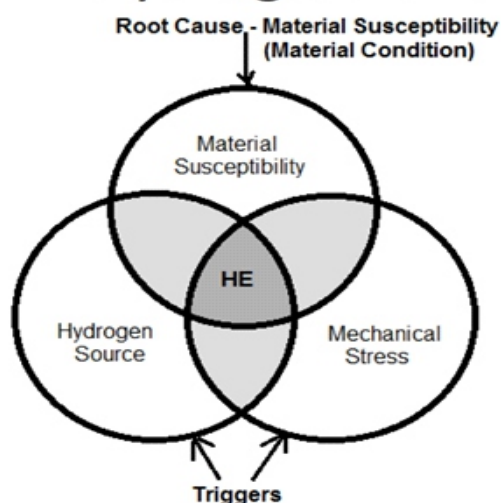 Root Cause - Material Susceptibility
(Material Condition)
Material
Susceptibility
HE
Hydrogen
Source
Mechanical
Stress
Triggers